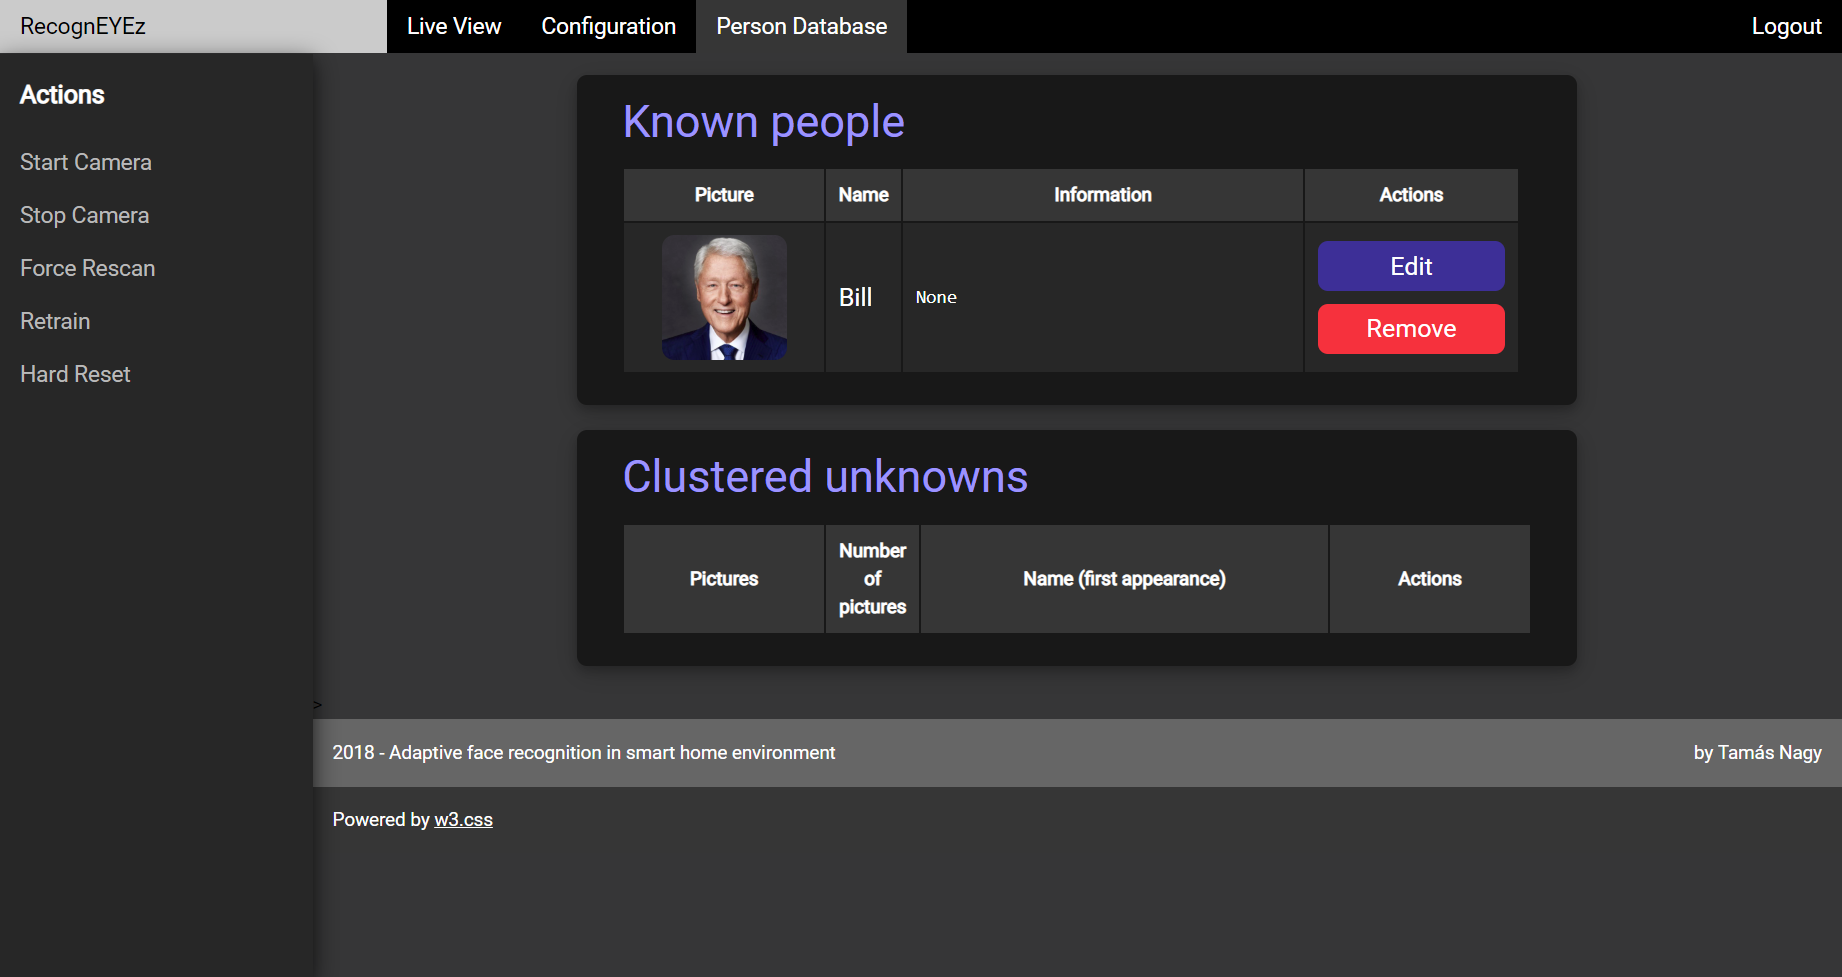 RecognEYEz
Live View
Configuration
Person Database
Logout
Actions
Start Camera
Stop Camera
Force Rescan
Retrain
Hard Reset
Known people
Picture
Name
Information
Actions
Bill
None
Edit
Remove
Clustered unknowns
Pictures
Number
of
pictures
Name (first appearance)
Actions
>
2018 - Adaptive face recognition in smart home environment
by Tamás Nagy
Powered by w3.css